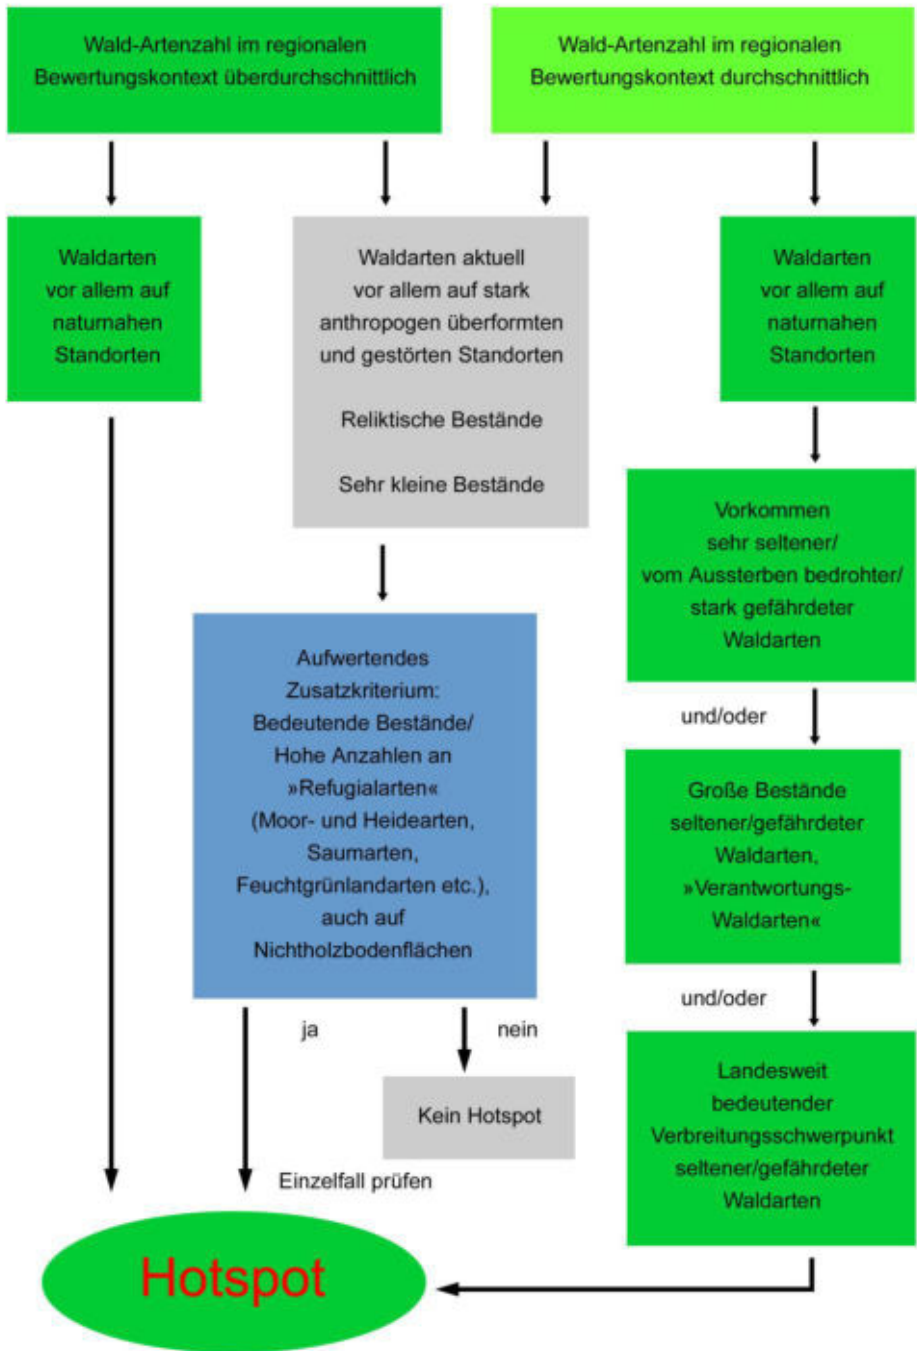 Wald-Artenzahl im regionalen
Bewertungskontext überdurchschnittlich
Wald-Artenzahl im regionalen
Bewertungskontext durchschnittlich
Waldarten
vor allem auf
naturnahen
Standorten
Waldarten aktuell
vor allem auf stark
anthropogen überformten
und gestörten Standorten
Reliktische Bestände
Sehr kleine Bestände
Waldarten
vor allem auf
naturnahen
Standorten
Vorkommen
sehr seltener/
vom Aussterben bedrohter/
stark gefährdeter
Waldarten
Aufwertendes
Zusatzkriterium:
Bedeutende Bestände/
Hohe Anzahlen an
»Refugialarten«
(Moor- und Heidearten,
Saumarten,
Feuchtgrünlandarten etc.),
auch auf
Nichtholzbodenflächen
und/oder
Große Bestände
seltener/gefährdeter
Waldarten,
»Verantwortungs-
Waldarten«
und/oder
ja
nein
Kein Hotspot
Landesweit
bedeutender
Verbreitungsschwerpunkt
seltener/gefährdeter
Waldarten
Einzelfall prüfen
Hotspot